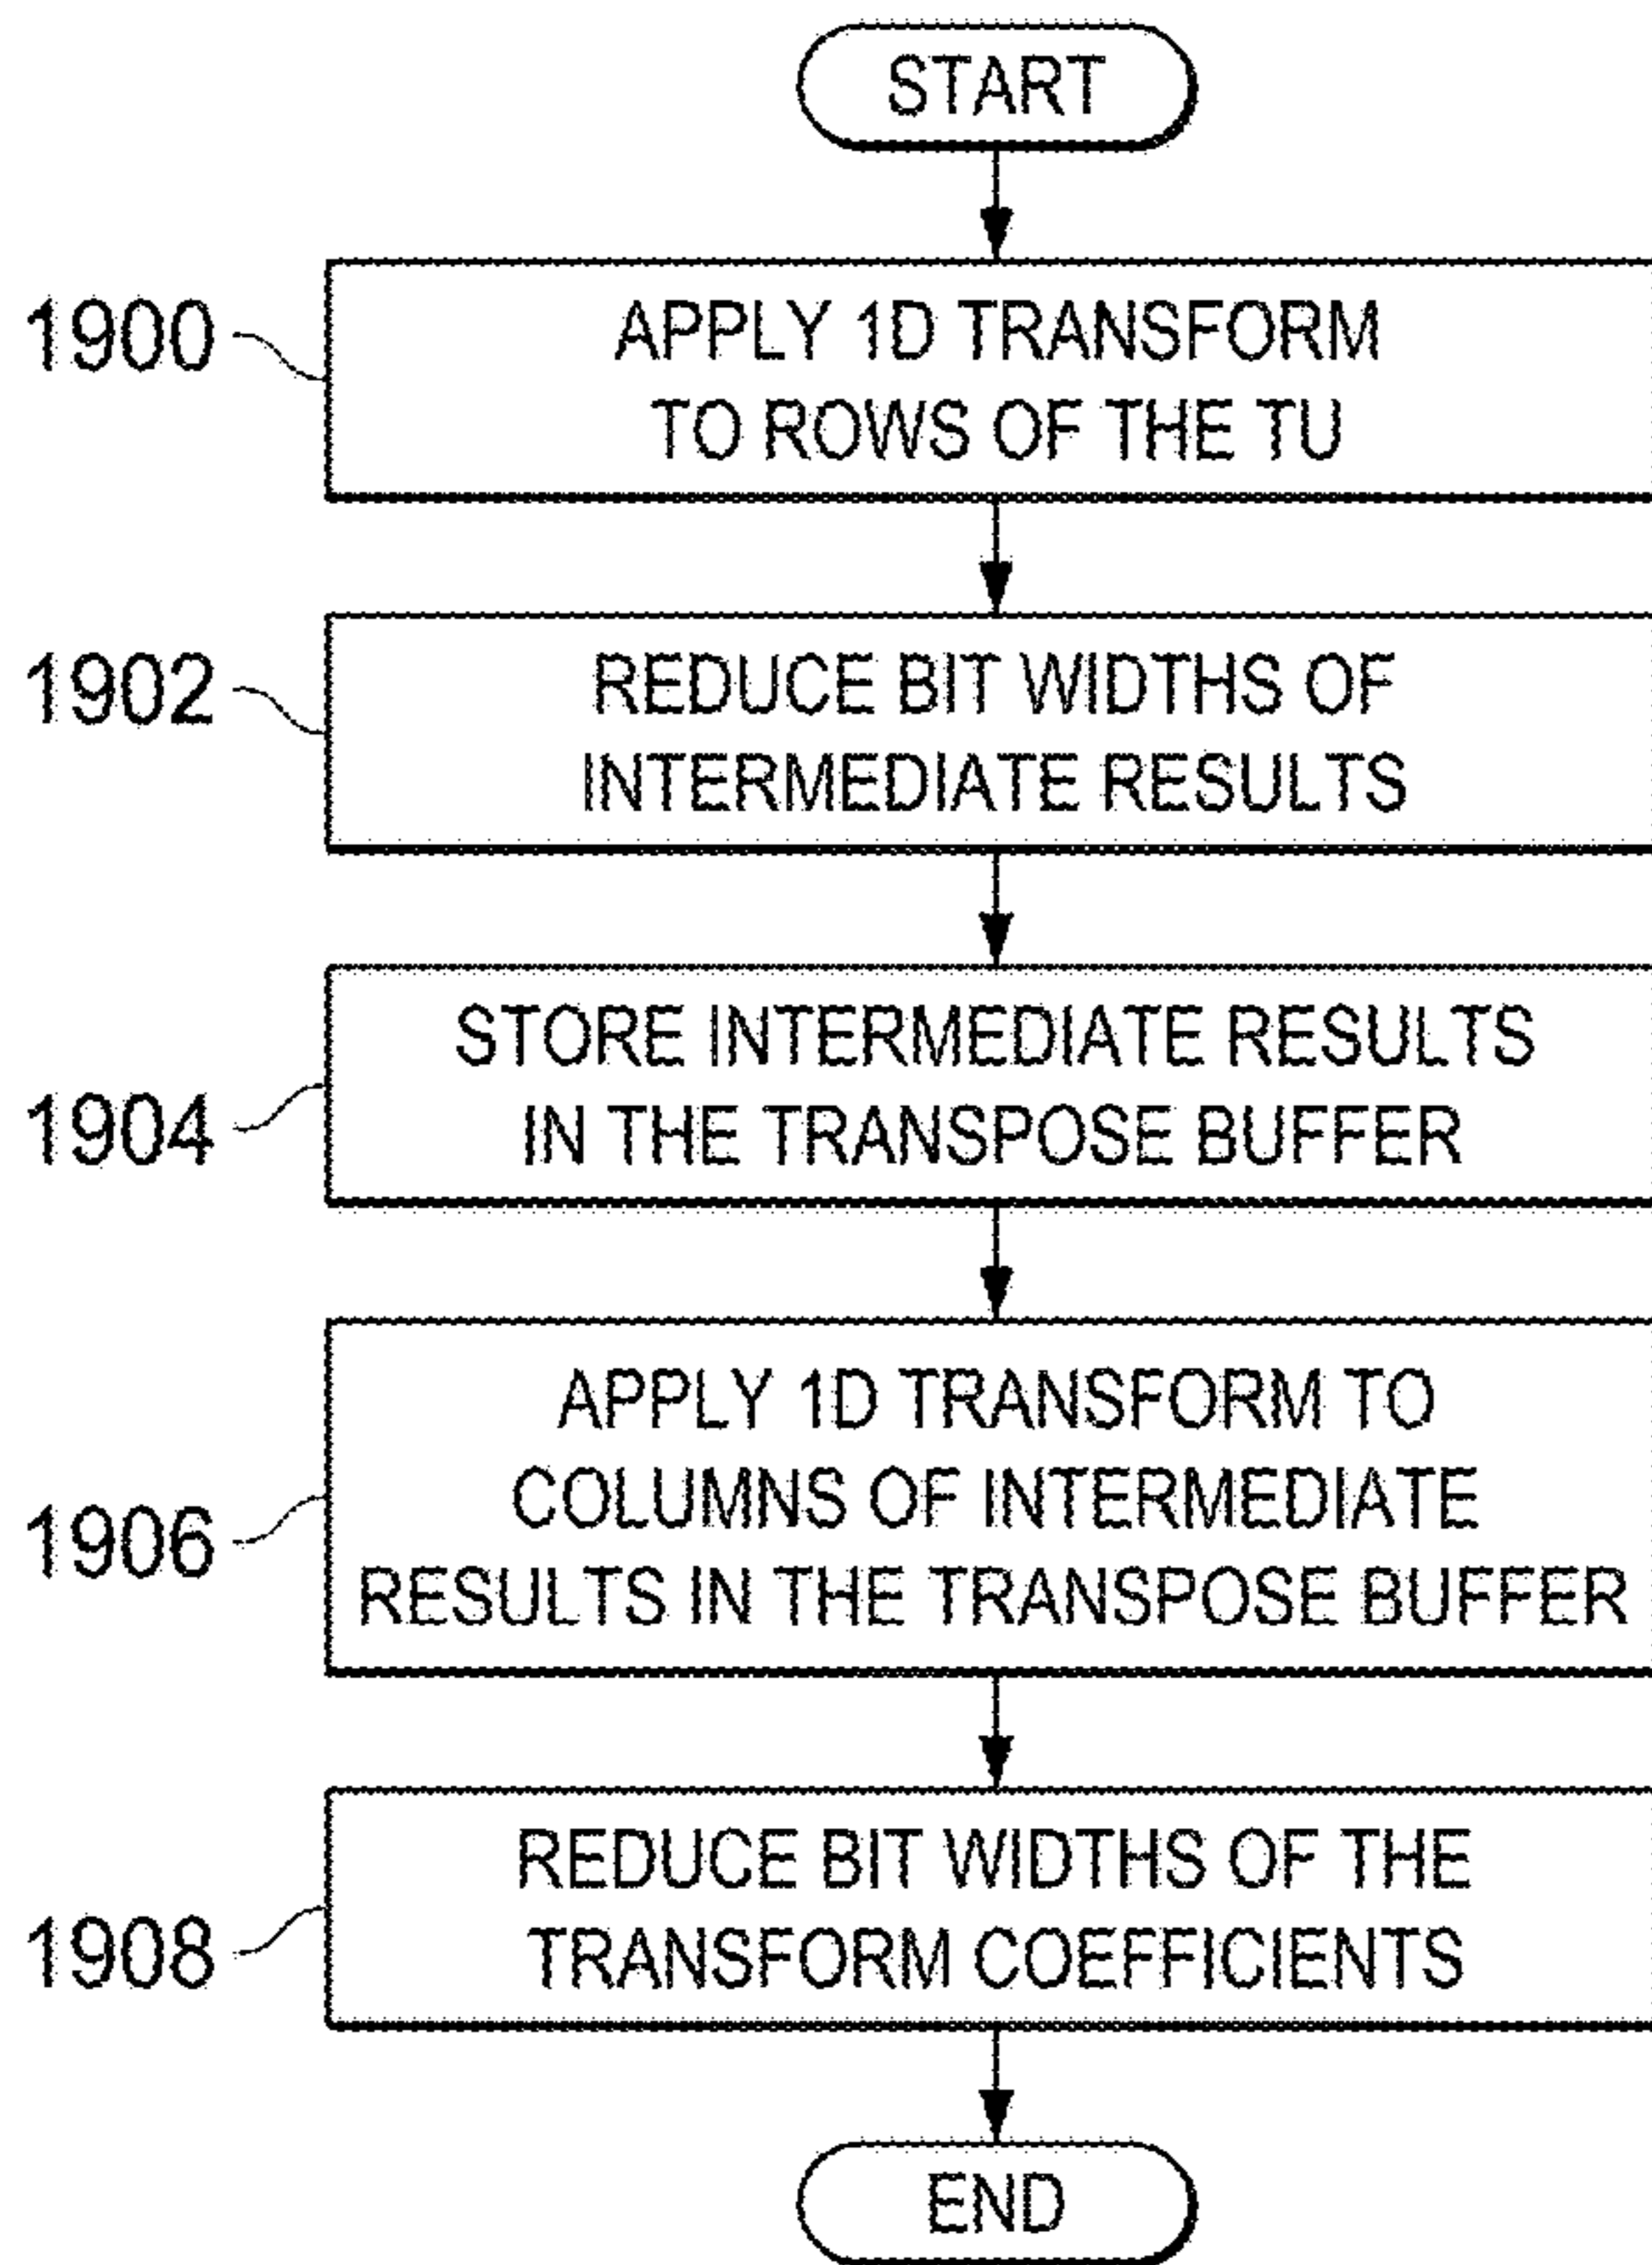 START
1900
APPLY 1D TRANSFORM
TO ROWS OF THE TU
1902
REDUCE BIT WIDTHS OF
INTERMEDIATE RESULTS
1904
STORE INTERMEDIATE RESULTS
IN THE TRANSPOSE BUFFER
1906
APPLY 1D TRANSFORM TO
COLUMNS OF INTERMEDIATE
RESULTS IN THE TRANSPOSE BUFFER
1908
REDUCE BIT WIDTHS OF THE
TRANSFORM COEFFICIENTS
END